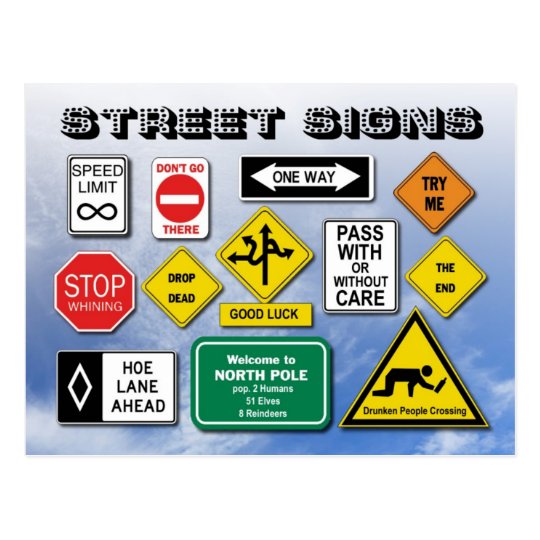 STREET SIGNS
SPEED
LIMIT
∞
DON'T GO
THERE
ONE WAY
TRY
ME
STOP
WHINING
DROP
DEAD
GOOD LUCK
PASS
WITH
OR
WITHOUT
CARE
THE
END
HOE
LANE
AHEAD
Welcome to
NORTH POLE
pop. 2 Humans
51 Elves
8 Reindeers
Drunken People Crossing